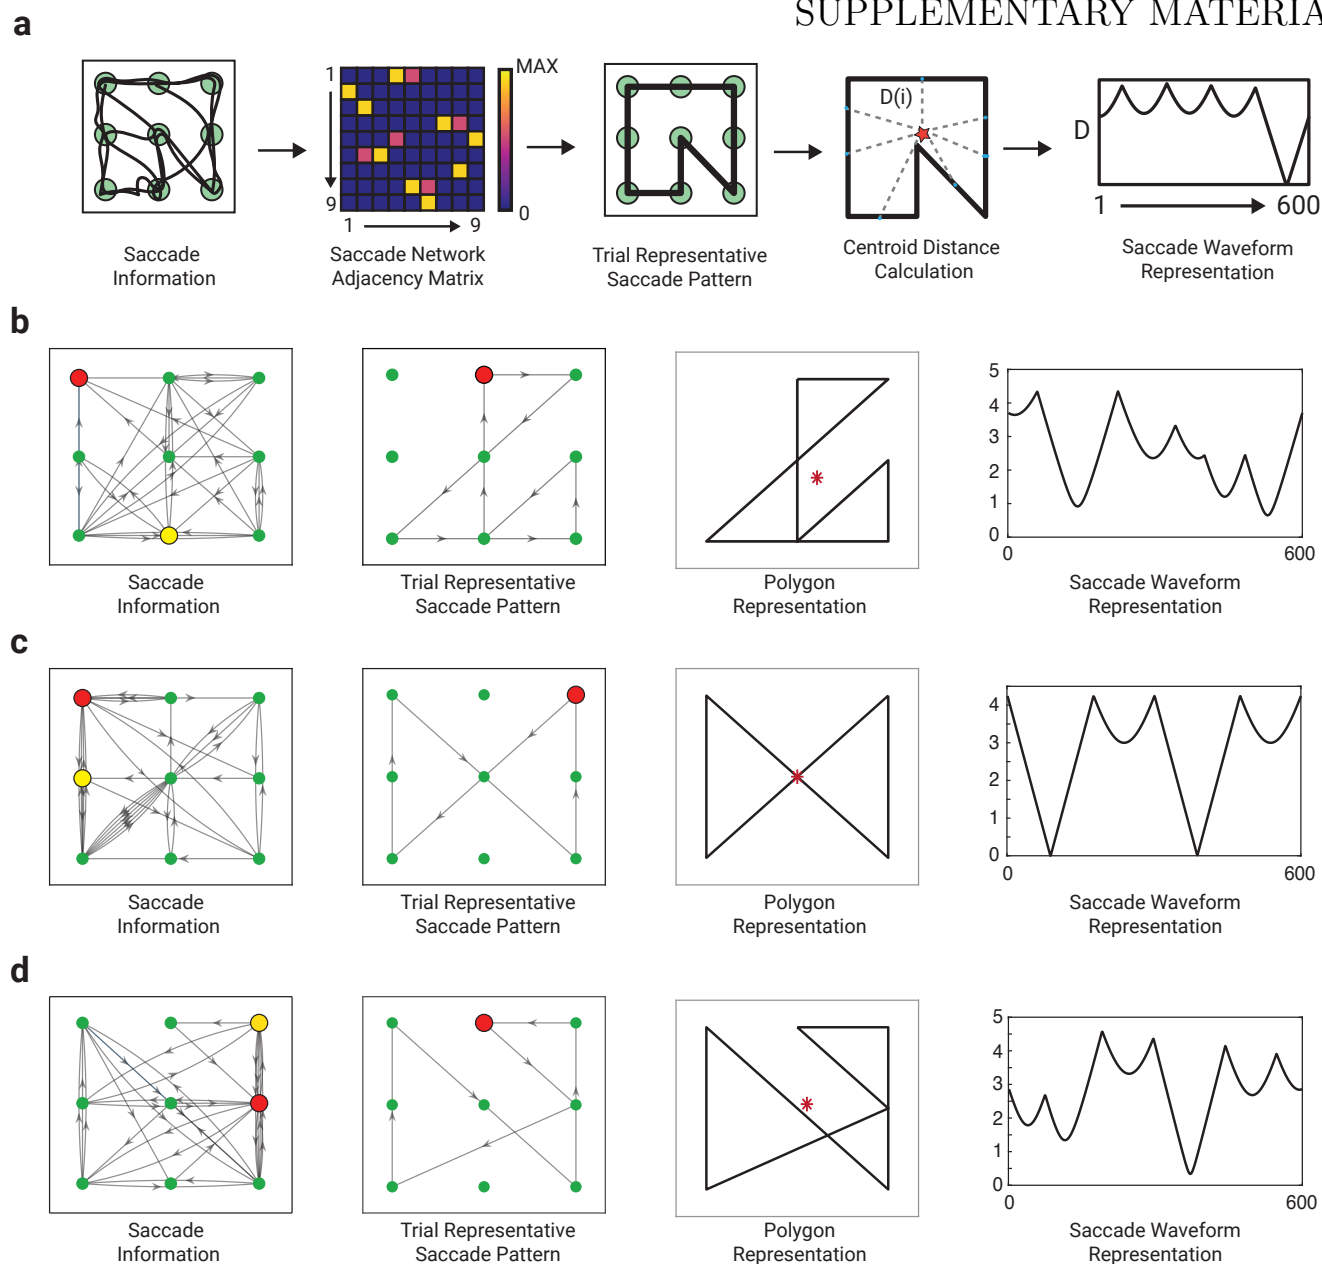 SUPPLEMENTARY MATERIA
a
MAX
1
9
0
1 9
D(i)
D
1 600
Saccade
Information
Saccade Network
Adjacency Matrix
Trial Representative
Saccade Pattern
Centroid Distance
Calculation
Saccade Waveform
Representation
b
5
4
3
2
1
0
0 600
Saccade
Information
Trial Representative
Saccade Pattern
Polygon
Representation
Saccade Waveform
Representation
c
4
3
2
1
0
0 600
Saccade
Information
Trial Representative
Saccade Pattern
Polygon
Representation
Saccade Waveform
Representation
d
5
4
3
2
1
0
0 600
Saccade
Information
Trial Representative
Saccade Pattern
Polygon
Representation
Saccade Waveform
Representation